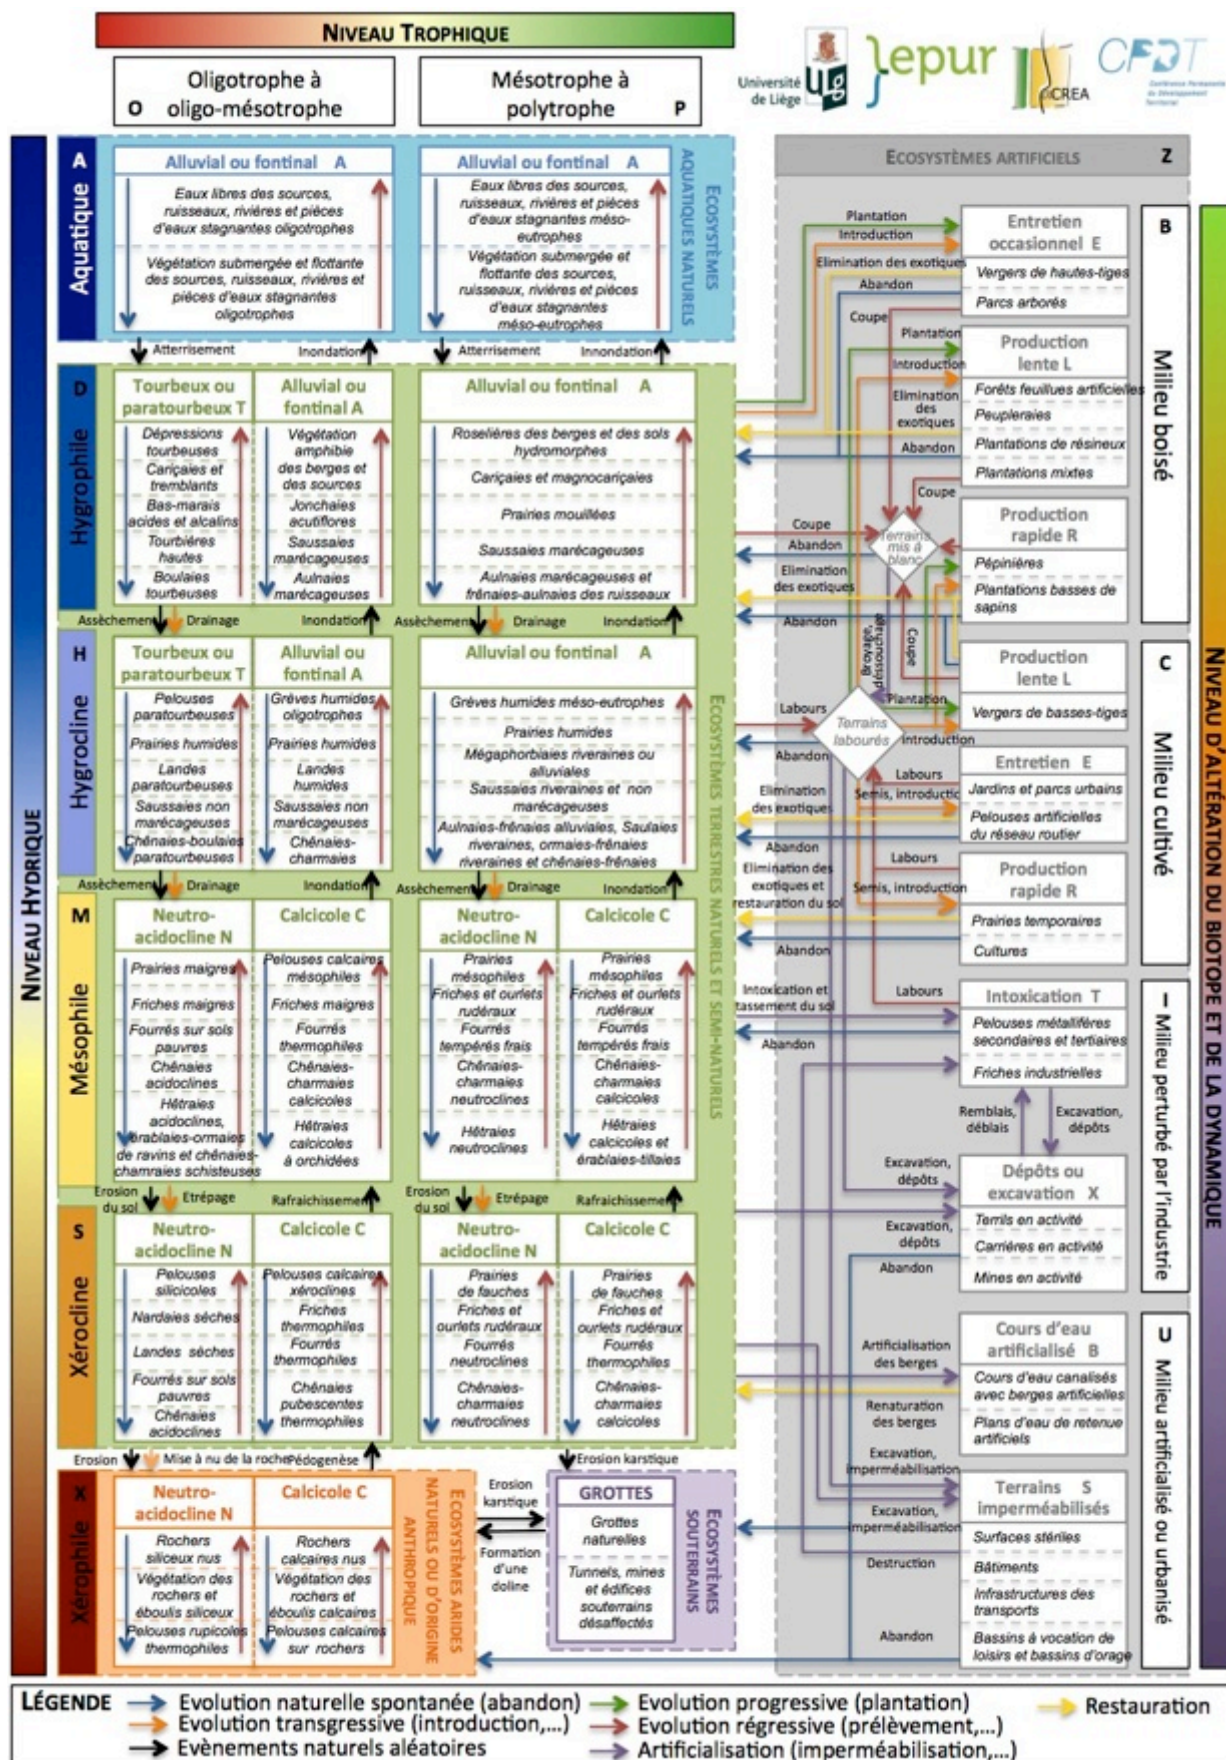 NIVEAU TROPHIQUE
Oligotrophe à
O oligo-mésotrophe
Mésotrophe à
polytrophe P
Université
de Liège
ug
lepur
CREA
CPDT
Conférence Permanente
du Développement
Territorial
NIVEAU HYDRIQUE
A
Aquatique
Alluvial ou fontinal A
Eaux libres des sources,
ruisseaux, rivières et pièces
d'eaux stagnantes oligotrophes
Végétation submergée et flottante
des sources, ruisseaux, rivières et
pièces d'eaux stagnantes
oligotrophes
Alluvial ou fontinal A
Eaux libres des sources,
ruisseaux, rivières et pièces
d'eaux stagnantes méso-
eutrophes
Végétation submergée et
flottante des sources,
ruisseaux, rivières et pièces
d'eaux stagnantes
méso-eutrophes
ECOSYSTÈMES
AQUATIQUES NATURELS
Atterrisement
Inondation
Atterrisement
Innondation
D
Hygrophile
Tourbeux ou
paratourbeux T
Dépressions
tourbeuses
Cariçaies et
tremblants
Bas-marais
acides et alcalins
Tourbières
hautes
Boulaies
tourbeuses
Alluvial ou
fontinal A
Végétation
amphibie
des berges et
des sources
Jonchaies
acutiflores
Saussaies
marécageuses
Aulnaies
marécageuses
Alluvial ou fontinal A
Roselières des berges et des sols
hydromorphes
Cariçaies et magnocariçaies
Prairies mouillées
Saussaies marécageuses
Aulnaies marécageuses et
frênaies-aulnaies des ruisseaux
Assèchement
Drainage
Inondation
Assèchement
Drainage
Inondation
H
Hygrocline
Tourbeux ou
paratourbeux T
Pelouses
paratourbeuses
Prairies humides
Landes
paratourbeuses
Saussaies non
marécageuses
Chênaies-boulaies
paratourbeuses
Alluvial ou
fontinal A
Grèves humides
oligotrophes
Prairies humides
Landes
humides
Saussaies non
marécageuses
Chênaies-
charmaies
Alluvial ou fontinal A
Grèves humides méso-eutrophes
Prairies humides
Mégaphorbiaies riveraines ou
alluviales
Saussaies riveraines et non
marécageuses
Aulnaies-frênaies alluviales, Saulaies
riveraines, ormaies-frênaies
riveraines et chênaies-frênaies
ECOSYSTÈMES TERRESTRES NATURELS ET SEMI-NATURELS
Assèchement
Drainage
Inondation
Assèchement
Drainage
Inondation
M
Mésophile
Neutro-
acidocline N
Prairies maigres
Friches maigres
Fourrés sur sols
pauvres
Chênaies
acidoclines
Hêtraies
acidoclines,
érablaies-ormaies
de ravins et chênaies-
chamraies schisteuses
Calcicole C
Pelouses calcaires
mésophiles
Friches maigres
Fourrés
thermophiles
Chênaies-
charmaies
calcicoles
Hêtraies
calcicoles
à orchidées
Neutro-
acidocline N
Prairies
mésophiles
Friches et ourlets
rudéraux
Fourrés
tempérés frais
Chênaies-
charmaies
neutroclines
Hêtraies
neutroclines
Calcicole C
Prairies
mésophiles
Friches et ourlets
rudéraux
Fourrés
tempérés frais
Chênaies-
charmaies
calcicoles
Hêtraies
calcicoles et
érablaies-tillaies
Erosion
du sol
Etrépage
Rafraichissement
Erosion
du sol
Etrépage
Rafraichissement
S
Xérocline
Neutro-
acidocline N
Pelouses
silicicoles
Nardaies sèches
Landes sèches
Fourrés sur sols
pauvres
Chênaies
acidoclines
Calcicole C
Pelouses calcaires
xéroclines
Friches
thermophiles
Fourrés
thermophiles
Chênaies
pubescentes
thermophiles
Neutro-
acidocline N
Prairies
de fauches
Friches et
ourlets rudéraux
Fourrés
neutroclines
Chênaies-
charmaies
neutroclines
Calcicole C
Prairies
de fauches
Friches et
ourlets rudéraux
Fourrés
thermophiles
Chênaies-
charmaies
calcicoles
Erosion
Mise à nu de la roche
Pédogenèse
Erosion karstique
X
Xérophile
Neutro-
acidocline N
Rochers
siliceux nus
Végétation des
rochers et
éboulis siliceux
Pelouses rupicoles
thermophiles
Calcicole C
Rochers
calcaires nus
Végétation des
rochers et
éboulis calcaires
Pelouses calcaires
sur rochers
ECOSYSTÈMES ARIDES
NATURELS OU D'ORIGINE
ANTHROPIQUE
Erosion
karstique
Formation
d'une
doline
GROTTES
Grottes
naturelles
Tunnels, mines
et édifices
souterrains
désaffectés
ECOSYSTÈMES
SOUTERRAINS
ECOSYSTÈMES ARTIFICIELS Z
Plantation
Introduction
Elimination des exotiques
Abandon
Coupe
Entretien
occasionnel E
Vergers de hautes-tiges
Parcs arborés
Plantation
Introduction
Elimination
des
exotiques
Abandon
Coupe
Production
lente L
Forêts feuillues artificielles
Peupleraies
Plantations de résineux
Plantations mixtes
Coupe
Abandon
Elimination
des exotiques
Abandon
Terrains
mis à
blanc
Production
rapide R
Pépinières
Plantations basses de
sapins
B
Milieu boisé
Broyage,
dessouchage
Coupe
Labours
Abandon
Terrains
labourés
Plantation
Introduction
Production
lente L
Vergers de basses-tiges
Labours
Semis, introduction
Elimination
des exotiques
Abandon
Entretien E
Jardins et parcs urbains
Pelouses artificielles
du réseau routier
Elimination des
exotiques et
restauration du sol
Abandon
Labours
Semis, introduction
Production
rapide R
Prairies temporaires
Cultures
C
Milieu cultivé
Intoxication et
tassement du sol
Abandon
Labours
Intoxication T
Pelouses métallifères
secondaires et tertiaires
Friches industrielles
Remblais,
déblais
Excavation,
dépôts
Excavation,
dépôts
Excavation,
dépôts
Abandon
Dépôts ou
excavation X
Terrils en activité
Carrières en activité
Mines en activité
I
Milieu perturbé par l'industrie
Artificialisation
des berges
Renaturation
des berges
Cours d'eau
artificialisé B
Cours d'eau canalisés
avec berges artificielles
Plans d'eau de retenue
artificiels
Excavation,
imperméabilisation
Excavation,
imperméabilisation
Destruction
Abandon
Terrains S
imperméabilisés
Surfaces stériles
Bâtiments
Infrastructures des
transports
Bassins à vocation de
loisirs et bassins d'orage
U
Milieu artificialisé ou urbanisé
NIVEAU D'ALTÉRATION DU BIOTOPE ET DE LA DYNAMIQUE
LÉGENDE
Evolution naturelle spontanée (abandon)
Evolution progressive (plantation)
Restauration
Evolution transgressive (introduction,...)
Evolution régressive (prélèvement,...)
Evènements naturels aléatoires
Artificialisation (imperméabilisation,...)